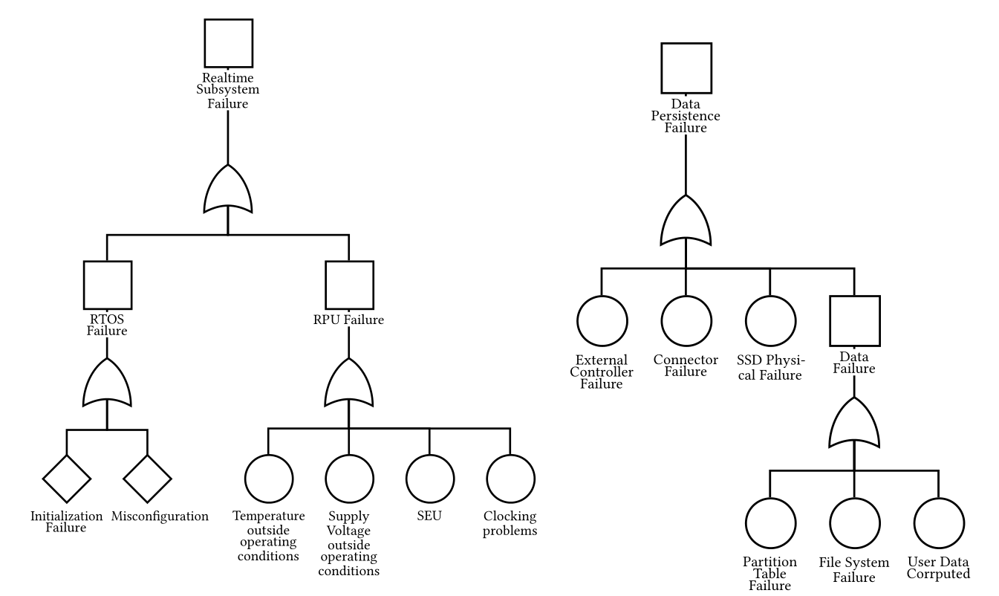 Realtime
Subsystem
Failure
RTOS
Failure
RPU Failure
Initialization
Failure
Misconfiguration
Temperature
outside
operating
conditions
Supply
Voltage
outside
operating
conditions
SEU
Clocking
problems
Data
Persistence
Failure
External
Controller
Failure
Connector
Failure
SSD Physi-
cal Failure
Data
Failure
Partition
Table
Failure
File System
Failure
User Data
Corrputed